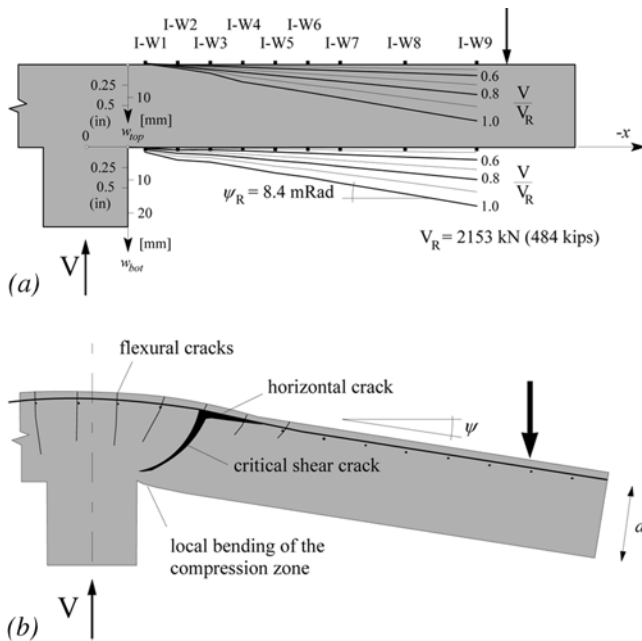 I-W2 I-W4 I-W6
I-W1 I-W3 I-W5 I-W7 I-W8 I-W9
0.25
0.5
(in)
10
[mm]
w_top
0.6
0.8
1.0
V
V_R
0
-x
0.25
0.5
(in)
10
20
[mm]
w_bot
0.6
0.8
1.0
V
V_R
ψ_R = 8.4 mRad
V_R = 2153 kN (484 kips)
V
(a)
flexural cracks
horizontal crack
ψ
critical shear crack
local bending of the
compression zone
V
(b)